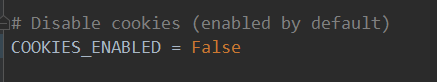 # Disable cookies (enabled by default)
COOKIES_ENABLED = False